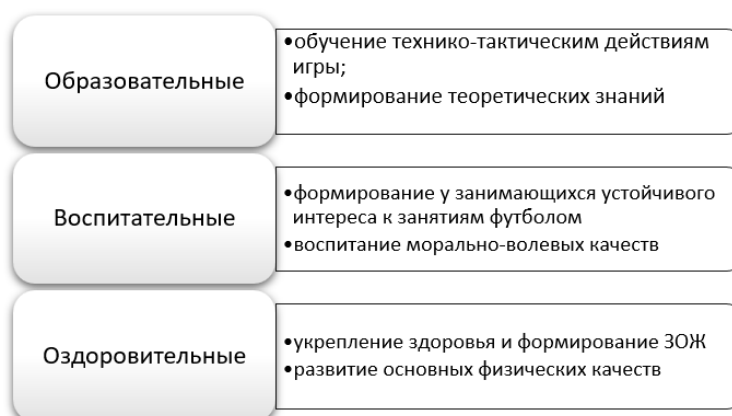 Образовательные
•обучение технико-тактическим действиям
игры;
•формирование теоретических знаний
Воспитательные
•формирование у занимающихся устойчивого
интереса к занятиям футболом
•воспитание морально-волевых качеств
Оздоровительные
•укрепление здоровья и формирование ЗОЖ
•развитие основных физических качеств